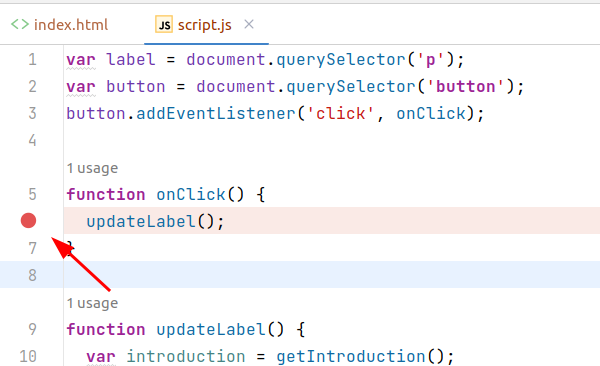 index.html
JS script.js
1 var label = document.querySelector('p');
2 var button = document.querySelector('button');
3 button.addEventListener('click', onClick);
4
1 usage
5 function onClick() {
updateLabel();
7 }
8
1 usage
9 function updateLabel() {
10 var introduction = getIntroduction();